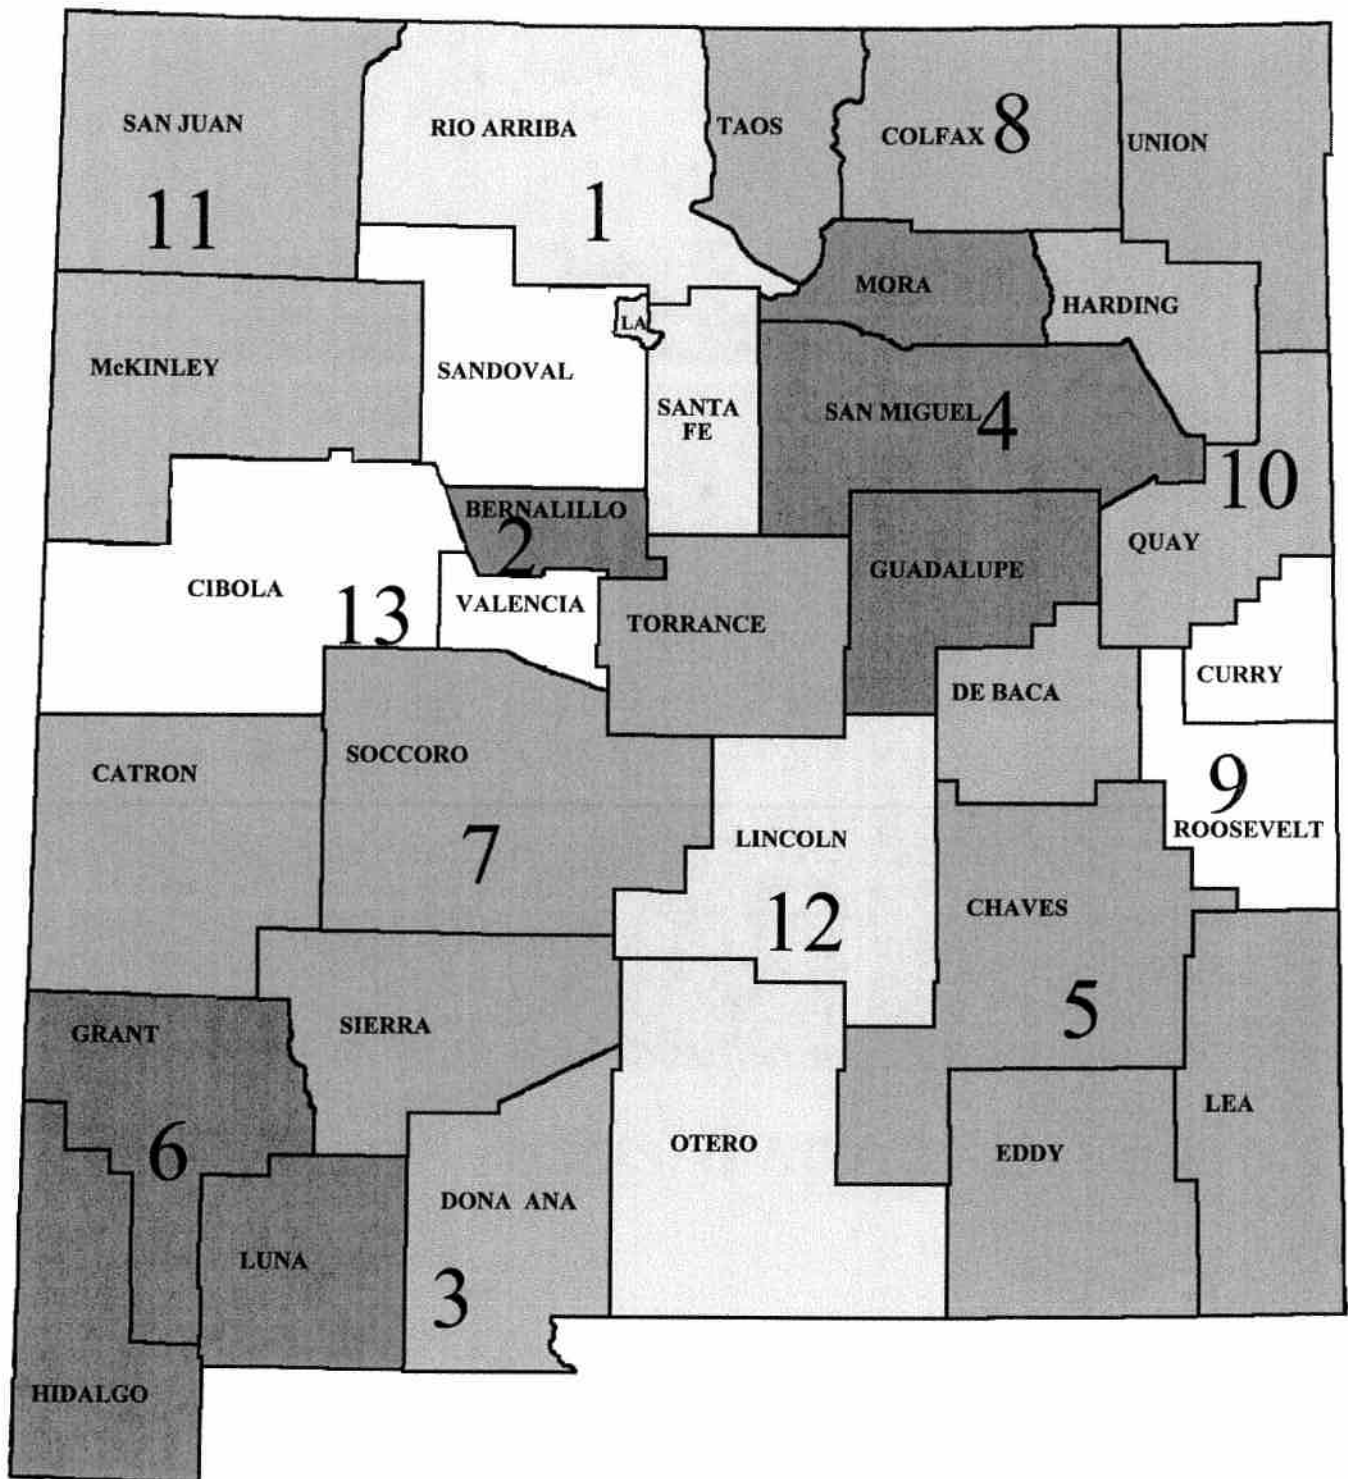 SAN JUAN
RIO ARRIBA
TAOS
COLFAX 8
UNION
11
1
MORA
HARDING
LA
McKINLEY
SANDOVAL
SANTA
FE
SAN MIGUEL 4
10
BERNALILLO
2
QUAY
GUADALUPE
CIBOLA
13
VALENCIA
TORRANCE
CURRY
DE BACA
SOCCORO
CATRON
9
ROOSEVELT
7
LINCOLN
12
CHAVES
5
GRANT
SIERRA
LEA
6
OTERO
EDDY
DONA ANA
LUNA
3
HIDALGO